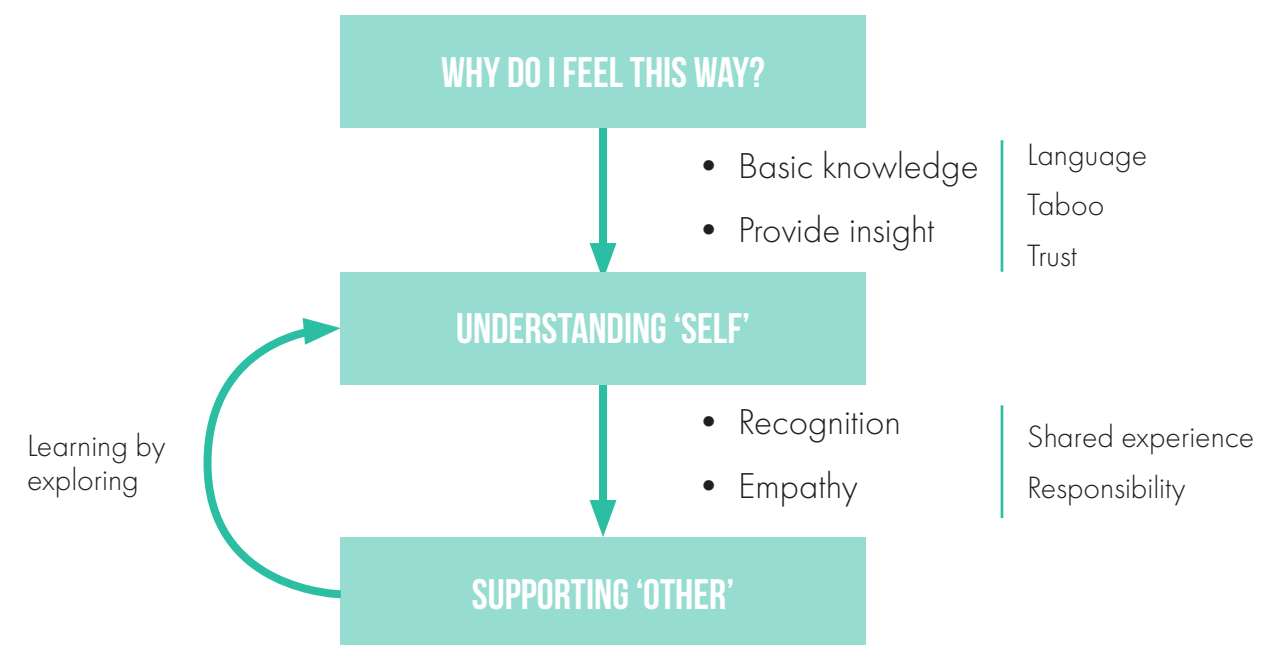 WHY DO I FEEL THIS WAY?
• Basic knowledge
• Provide insight
Language
Taboo
Trust
UNDERSTANDING ‘SELF’
Learning by
exploring
• Recognition
• Empathy
Shared experience
Responsibility
SUPPORTING ‘OTHER’